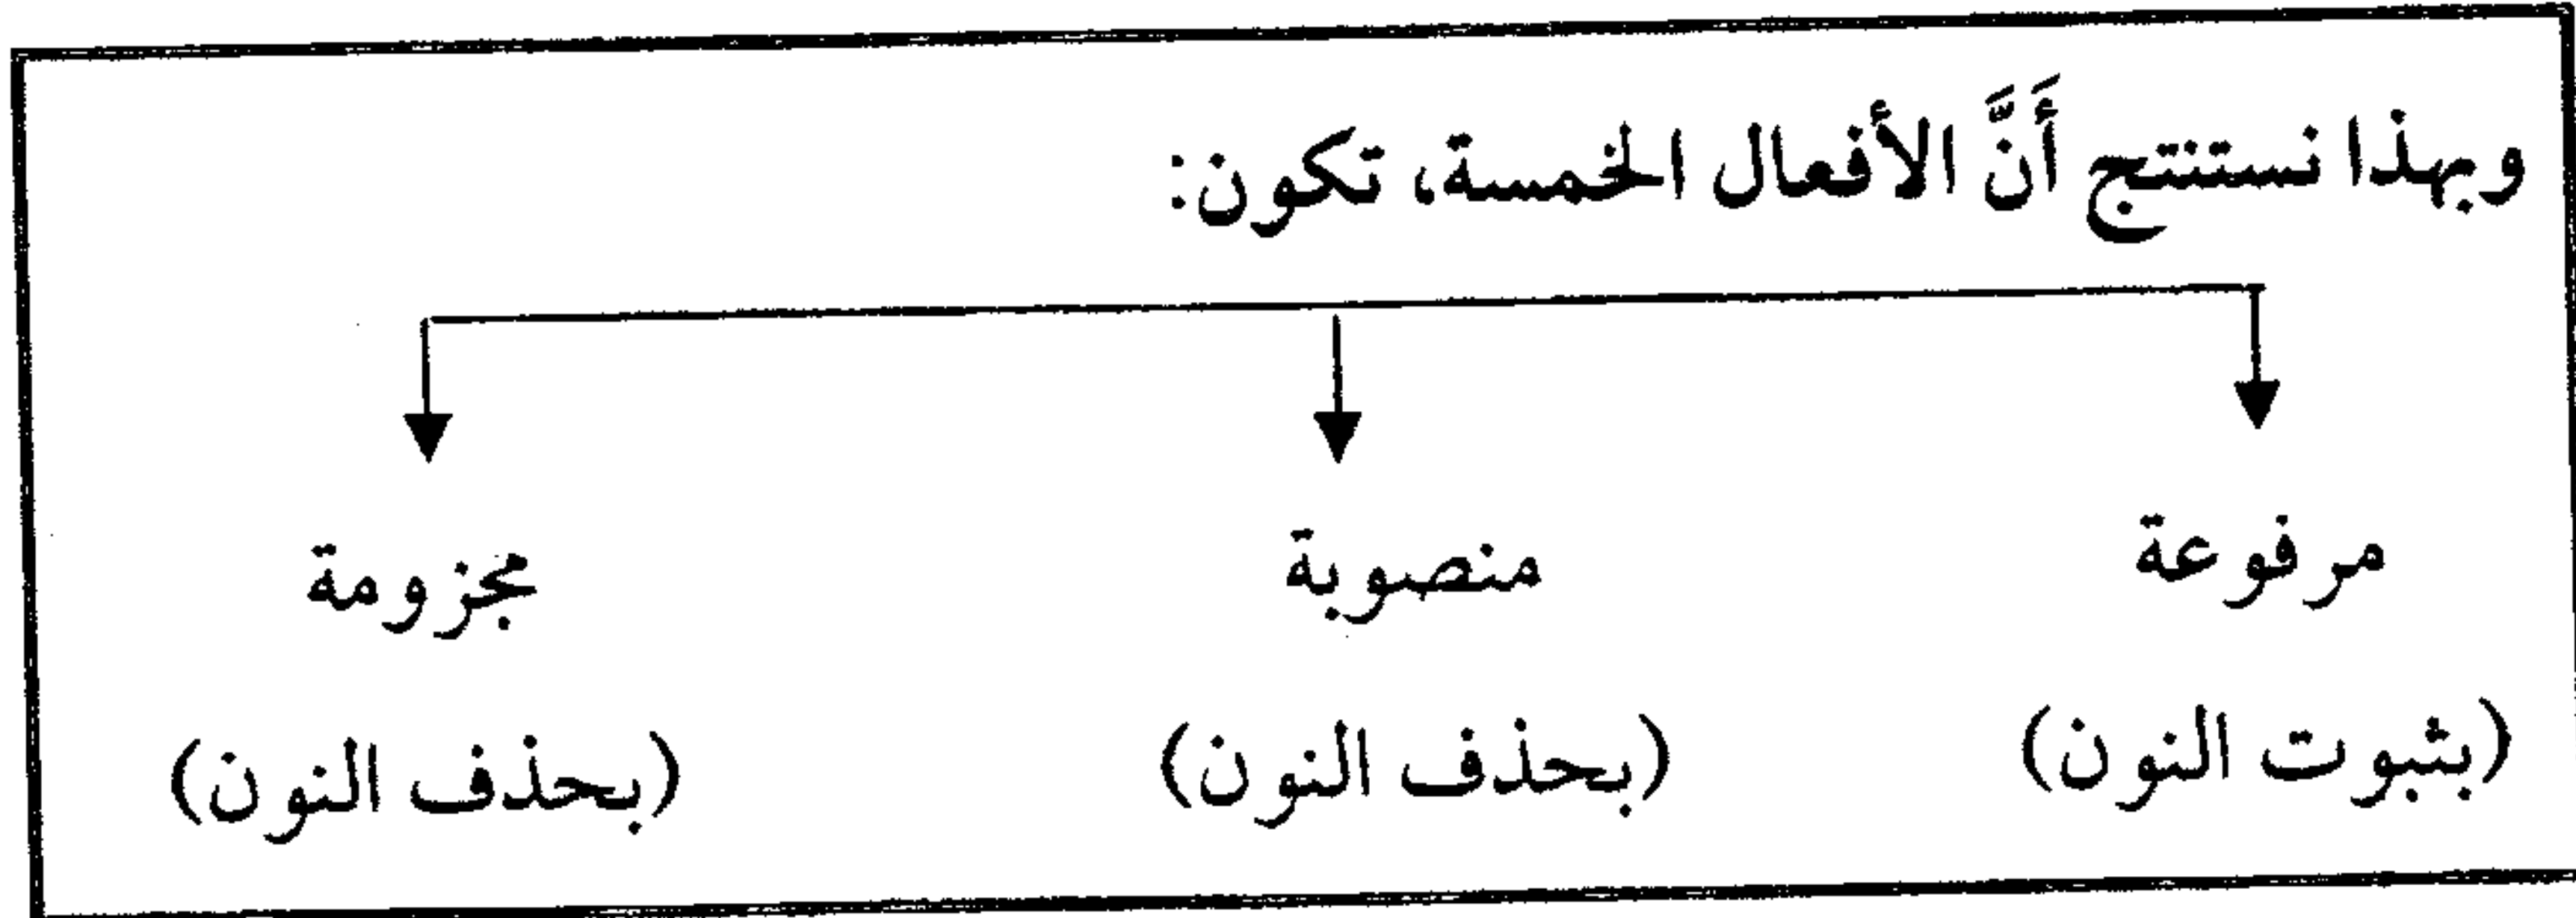 وبهذا نستنتج أَنَّ الأفعال الخمسة، تكون:
مرفوعة منصوبة مجزومة
(بثبوت النون) (بحذف النون) (بحذف النون)